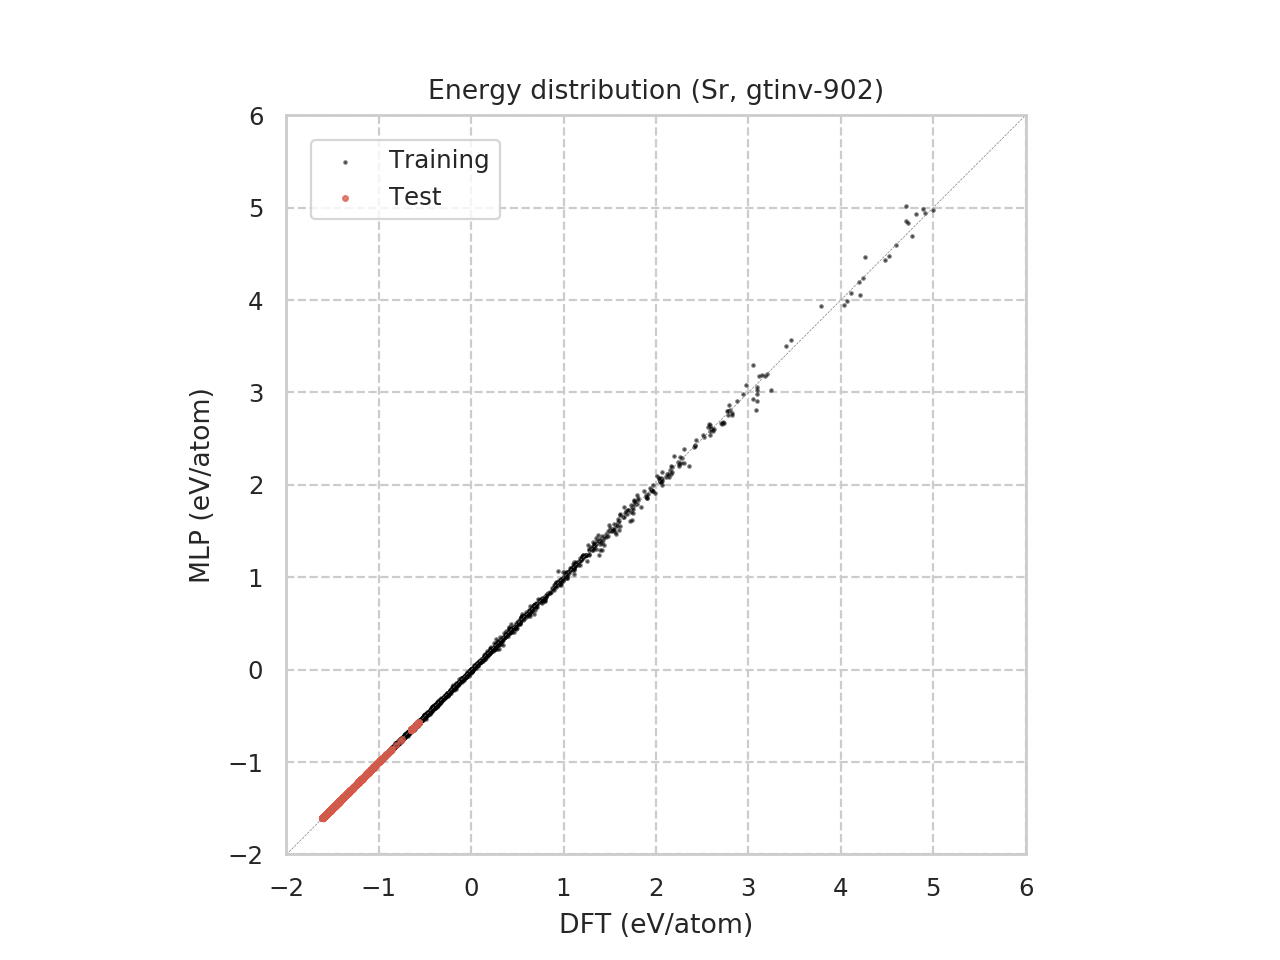 Energy distribution (Sr, gtinv-902)
6
5
4
3
2
1
0
−1
−2
Training
Test
MLP (eV/atom)
−2 −1 0 1 2 3 4 5 6
DFT (eV/atom)